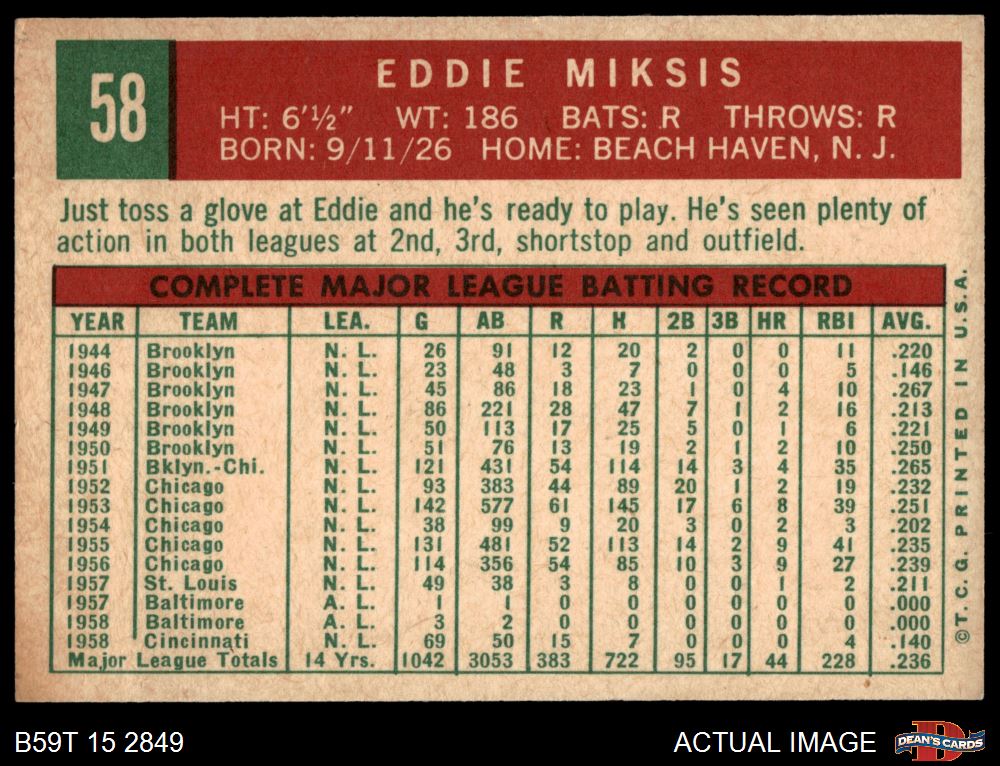 58
EDDIE MIKSIS
HT: 6'½" WT: 186 BATS: R THROWS: R
BORN: 9/11/26 HOME: BEACH HAVEN, N. J.
Just toss a glove at Eddie and he's ready to play. He's seen plenty of
action in both leagues at 2nd, 3rd, shortstop and outfield.
COMPLETE MAJOR LEAGUE BATTING RECORD
YEAR TEAM LEA. G AB R H 2B 3B HR RBI AVG.
1944 Brooklyn N. L. 26 91 12 20 2 0 0 11 .220
1946 Brooklyn N. L. 23 48 3 7 0 0 0 5 .146
1947 Brooklyn N. L. 45 86 18 23 1 0 4 10 .267
1948 Brooklyn N. L. 86 221 28 47 7 1 2 16 .213
1949 Brooklyn N. L. 50 113 17 25 5 0 1 6 .221
1950 Brooklyn N. L. 51 76 13 19 2 1 2 10 .250
1951 Bklyn.-Chi. N. L. 121 431 54 114 14 3 4 35 .265
1952 Chicago N. L. 93 383 44 89 20 1 2 19 .232
1953 Chicago N. L. 142 577 61 145 17 6 8 39 .251
1954 Chicago N. L. 38 99 9 20 3 0 2 3 .202
1955 Chicago N. L. 131 481 52 113 14 2 9 41 .235
1956 Chicago N. L. 114 356 54 85 10 3 9 27 .239
1957 St. Louis N. L. 49 38 3 8 0 0 1 2 .211
1957 Baltimore A. L. 1 1 0 0 0 0 0 0 .000
1958 Baltimore A. L. 3 2 0 0 0 0 0 0 .000
1958 Cincinnati N. L. 69 50 15 7 0 0 0 4 .140
Major League Totals 14 Yrs. 1042 3053 383 722 95 17 44 228 .236
©T. C. G. PRINTED IN U. S. A.
B59T 15 2849
ACTUAL IMAGE
D
DEAN'S CARDS